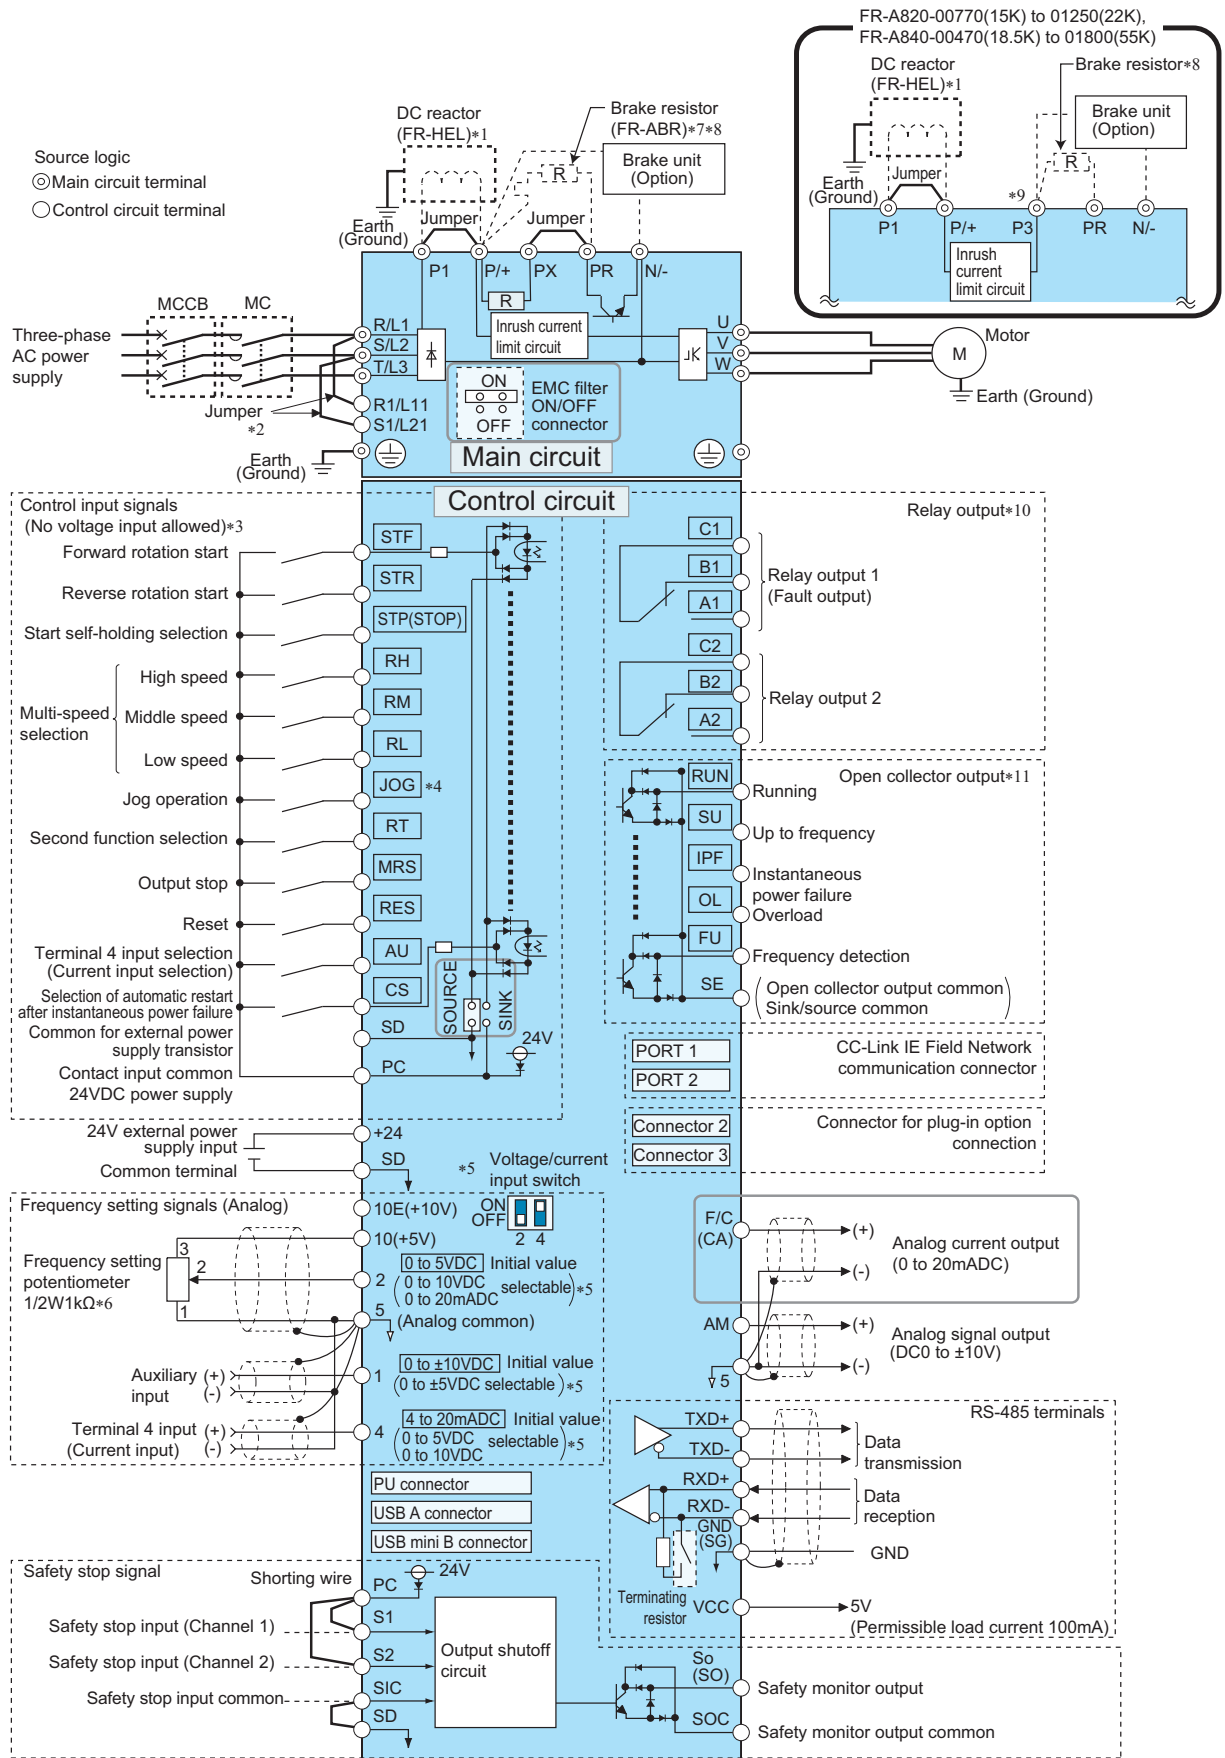 FR-A820-00770(15K) to 01250(22K),
FR-A840-00470(18.5K) to 01800(55K)
DC reactor
(FR-HEL)*1
Brake resistor*8
Brake unit
(Option)
R
Jumper
Earth
(Ground)
*9
P1
P/+
P3
PR
N/-
Inrush
current
limit circuit
Source logic
Main circuit terminal
Control circuit terminal
DC reactor
(FR-HEL)*1
Brake resistor
(FR-ABR)*7*8
Brake unit
(Option)
R
Earth
(Ground)
Jumper
Jumper
P1
P/+
PX
PR
N/-
R
Inrush current
limit circuit
MCCB
MC
Three-phase
AC power
supply
R/L1
S/L2
T/L3
R1/L11
S1/L21
Jumper
*2
Earth
(Ground)
ON
OFF
EMC filter
ON/OFF
connector
U
V
W
Motor
M
Earth (Ground)
Main circuit
Control circuit
Control input signals
(No voltage input allowed)*3
Forward rotation start
STF
Reverse rotation start
STR
Start self-holding selection
STP(STOP)
Multi-speed
selection
High speed
RH
Middle speed
RM
Low speed
RL
Jog operation
JOG
*4
Second function selection
RT
Output stop
MRS
Reset
RES
Terminal 4 input selection
(Current input selection)
AU
Selection of automatic restart
after instantaneous power failure
CS
Common for external power
supply transistor
SD
Contact input common
24VDC power supply
PC
SOURCE
SINK
24V
Relay output*10
C1
B1
A1
Relay output 1
(Fault output)
C2
B2
A2
Relay output 2
Open collector output*11
RUN
Running
SU
Up to frequency
IPF
Instantaneous
power failure
OL
Overload
FU
Frequency detection
SE
Open collector output common
Sink/source common
PORT 1
PORT 2
CC-Link IE Field Network
communication connector
Connector 2
Connector 3
Connector for plug-in option
connection
24V external power
supply input
+24
Common terminal
SD
*5
Voltage/current
input switch
ON
OFF
2 4
Frequency setting signals (Analog)
10E(+10V)
10(+5V)
Frequency setting
potentiometer
1/2W1kΩ*6
3
2
1
2
0 to 5VDC Initial value
0 to 10VDC
0 to 20mADC
selectable *5
5
(Analog common)
Auxiliary
input
(+)
(-)
1
0 to ±10VDC Initial value
(0 to ±5VDC selectable) *5
Terminal 4 input
(Current input)
(+)
(-)
4
4 to 20mADC Initial value
0 to 5VDC
0 to 10VDC
selectable *5
F/C
(CA)
(+)
(-)
Analog current output
(0 to 20mADC)
AM
(+)
(-)
Analog signal output
(DC0 to ±10V)
5
PU connector
USB A connector
USB mini B connector
RS-485 terminals
TXD+
TXD-
Data
transmission
RXD+
RXD-
Data
reception
GND
(SG)
GND
Terminating
resistor
VCC
5V
(Permissible load current 100mA)
Safety stop signal
Shorting wire
PC
24V
Safety stop input (Channel 1)
S1
Safety stop input (Channel 2)
S2
Safety stop input common
SIC
SD
Output shutoff
circuit
So
(SO)
Safety monitor output
SOC
Safety monitor output common